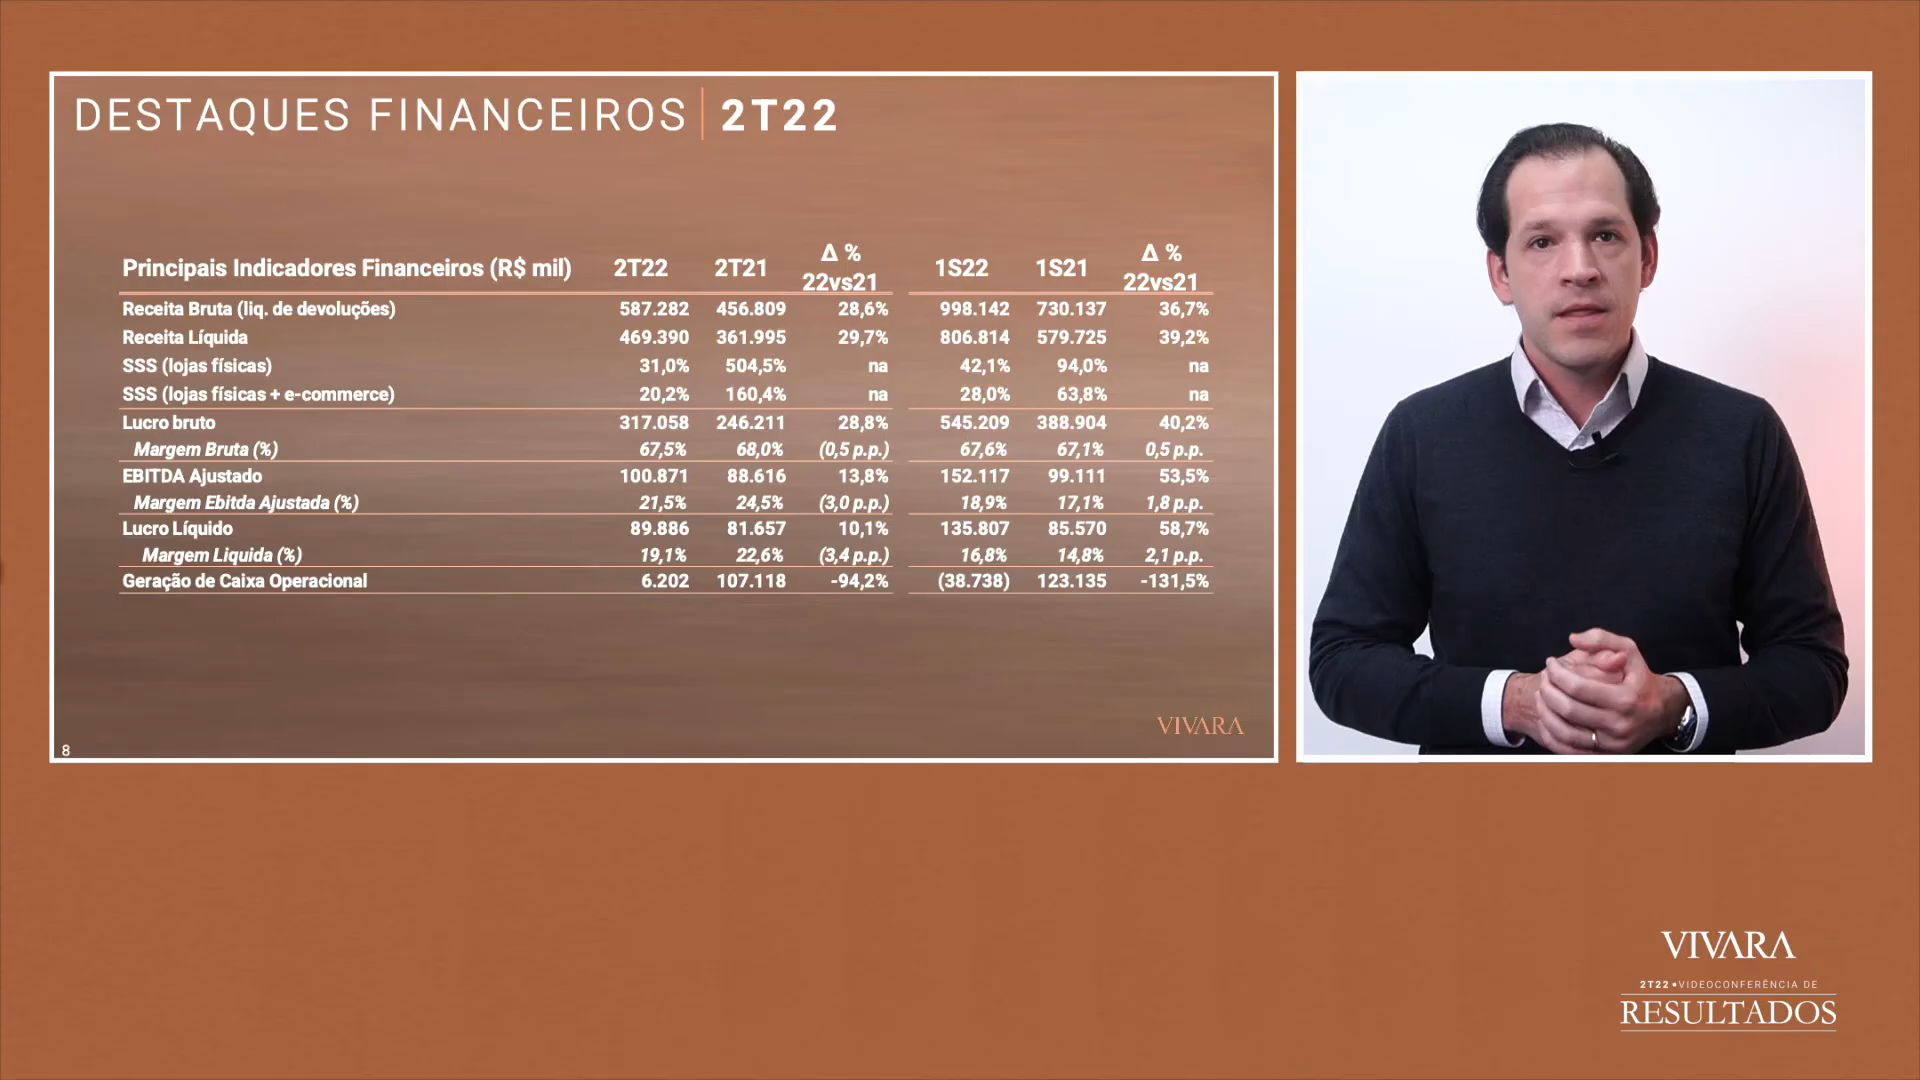 DESTAQUES FINANCEIROS | 2T22
Principais Indicadores Financeiros (R$ mil) 2T22 2T21 Δ % 22vs21 1S22 1S21 Δ % 22vs21
Receita Bruta (liq. de devoluções) 587.282 456.809 28,6% 998.142 730.137 36,7%
Receita Líquida 469.390 361.995 29,7% 806.814 579.725 39,2%
SSS (lojas físicas) 31,0% 504,5% na 42,1% 94,0% na
SSS (lojas físicas + e-commerce) 20,2% 160,4% na 28,0% 63,8% na
Lucro bruto 317.058 246.211 28,8% 545.209 388.904 40,2%
Margem Bruta (%) 67,5% 68,0% (0,5 p.p.) 67,6% 67,1% 0,5 p.p.
EBITDA Ajustado 100.871 88.616 13,8% 152.117 99.111 53,5%
Margem Ebitda Ajustada (%) 21,5% 24,5% (3,0 p.p.) 18,9% 17,1% 1,8 p.p.
Lucro Líquido 89.886 81.657 10,1% 135.807 85.570 58,7%
Margem Liquida (%) 19,1% 22,6% (3,4 p.p.) 16,8% 14,8% 2,1 p.p.
Geração de Caixa Operacional 6.202 107.118 -94,2% (38.738) 123.135 -131,5%
VIVARA
8
VIVARA
2T22 • VIDEOCONFERÊNCIA DE
RESULTADOS